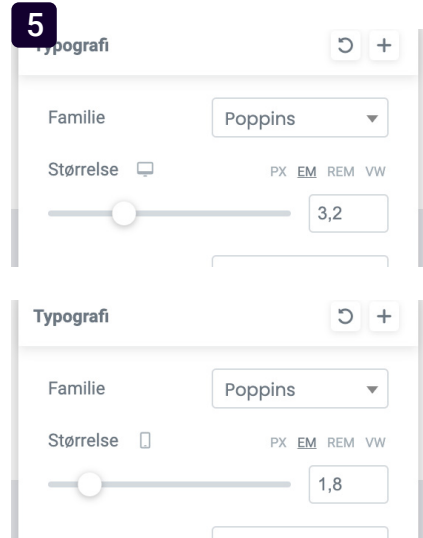 5
Typografi
Familie
Poppins
Størrelse PX EM REM VW
3,2
Typografi
Familie
Poppins
Størrelse PX EM REM VW
1,8